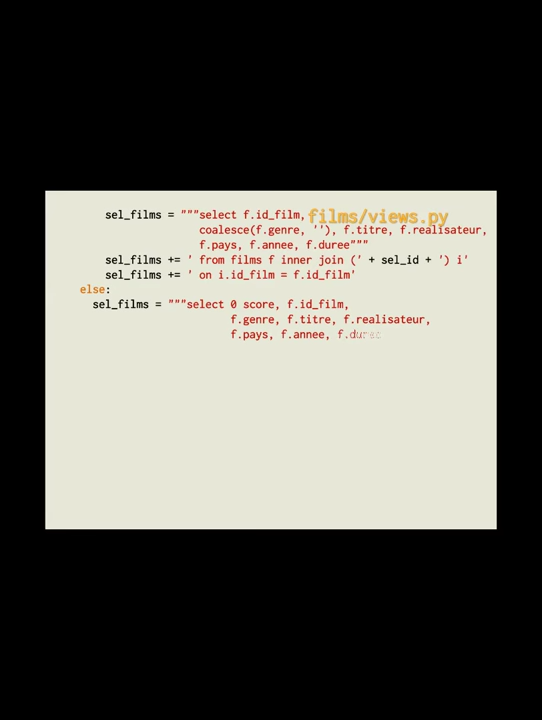 sel_films = """select f.id_film,
films/views.py
coalesce(f.genre, ''), f.titre, f.realisateur,
f.pays, f.annee, f.duree"""
sel_films += ' from films f inner join (' + sel_id + ') i'
sel_films += ' on i.id_film = f.id_film'
else:
sel_films = """select 0 score, f.id_film,
f.genre, f.titre, f.realisateur,
f.pays, f.annee, f.duree